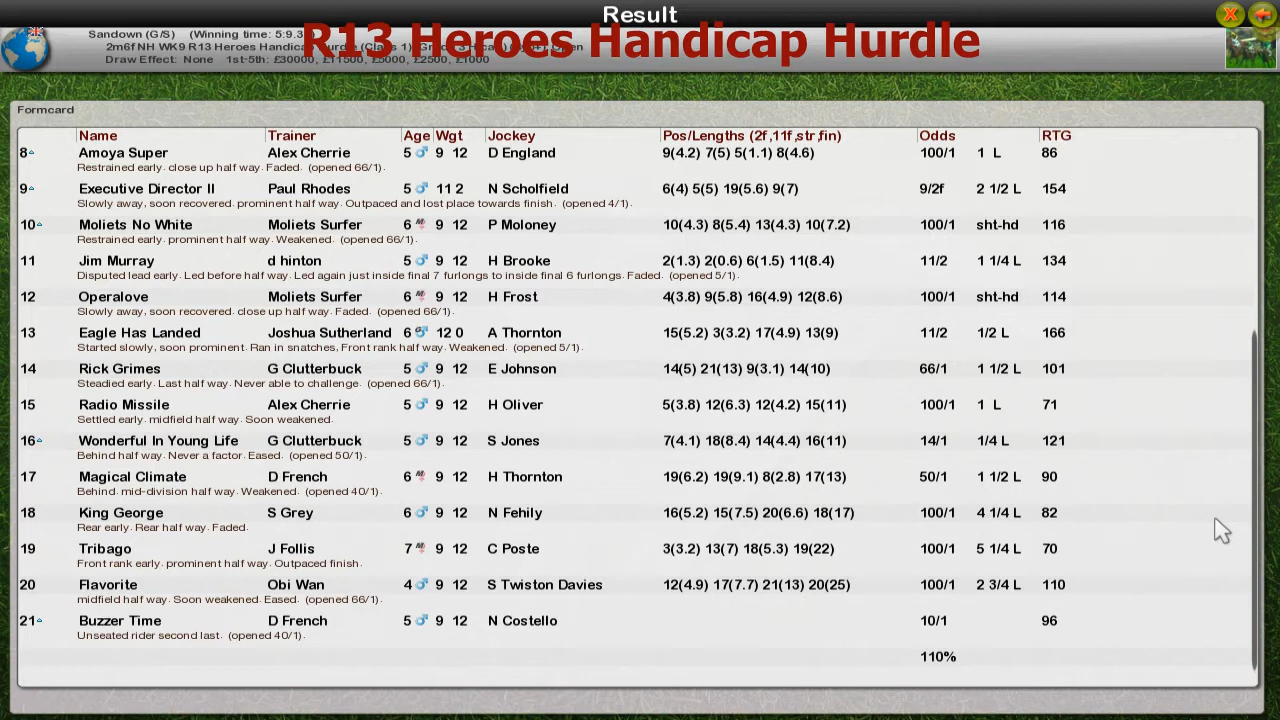 Result
R13 Heroes Handicap Hurdle
Sandown (G/S) (Winning time: 5:9.3
2m6f NH WK9 R13 Heroes Handicap Hurdle (Class 1) Open
Draw Effect: None 1st-5th: £30000, £11500, £5000, £2500, £1000
Formcard
Name Trainer Age Wgt Jockey Pos/Lengths (2f,11f,str,fin) Odds RTG
8 Amoya Super Alex Cherrie 5 9 12 D England 9(4.2) 7(5) 5(1.1) 8(4.6) 100/1 1 L 86
Restrained early. close up half way. Faded. (opened 66/1).
9 Executive Director II Paul Rhodes 5 11 2 N Scholfield 6(4) 5(5) 19(5.6) 9(7) 9/2f 2 1/2 L 154
Slowly away, soon recovered. prominent half way. Outpaced and lost place towards finish. (opened 4/1).
10 Moliets No White Moliets Surfer 6 9 12 P Moloney 10(4.3) 8(5.4) 13(4.3) 10(7.2) 100/1 sht-hd 116
Restrained early. prominent half way. Weakened. (opened 66/1).
11 Jim Murray d hinton 5 9 12 H Brooke 2(1.3) 2(0.6) 6(1.5) 11(8.4) 11/2 1 1/4 L 134
Disputed lead early. Led before half way. Led again just inside final 7 furlongs to inside final 6 furlongs. Faded. (opened 5/1).
12 Operalove Moliets Surfer 6 9 12 H Frost 4(3.8) 9(5.8) 16(4.9) 12(8.6) 100/1 sht-hd 114
Slowly away, soon recovered. close up half way. Faded. (opened 66/1).
13 Eagle Has Landed Joshua Sutherland 6 12 0 A Thornton 15(5.2) 3(3.2) 17(4.9) 13(9) 11/2 1/2 L 166
Started slowly, soon prominent. Ran in snatches, Front rank half way. Weakened. (opened 5/1).
14 Rick Grimes G Clutterbuck 5 9 12 E Johnson 14(5) 21(13) 9(3.1) 14(10) 66/1 1 1/2 L 101
Steadied early. Last half way. Never able to challenge. (opened 66/1).
15 Radio Missile Alex Cherrie 5 9 12 H Oliver 5(3.8) 12(6.3) 12(4.2) 15(11) 100/1 1 L 71
Settled early. midfield half way. Soon weakened.
16 Wonderful In Young Life G Clutterbuck 5 9 12 S Jones 7(4.1) 18(8.4) 14(4.4) 16(11) 14/1 1/4 L 121
Behind half way. Never a factor. Eased. (opened 50/1).
17 Magical Climate D French 6 9 12 H Thornton 19(6.2) 19(9.1) 8(2.8) 17(13) 50/1 1 1/2 L 90
Behind. mid-division half way. Weakened. (opened 40/1).
18 King George S Grey 6 9 12 N Fehily 16(5.2) 15(7.5) 20(6.6) 18(17) 100/1 4 1/4 L 82
Rear early. Rear half way. Faded.
19 Tribago J Follis 7 9 12 C Poste 3(3.2) 13(7) 18(5.3) 19(22) 100/1 5 1/4 L 70
Front rank early. prominent half way. Outpaced finish.
20 Flavorite Obi Wan 4 9 12 S Twiston Davies 12(4.9) 17(7.7) 21(13) 20(25) 100/1 2 3/4 L 110
midfield half way. Soon weakened. Eased. (opened 66/1).
21 Buzzer Time D French 5 9 12 N Costello 10/1 96
Unseated rider second last. (opened 40/1).
110%